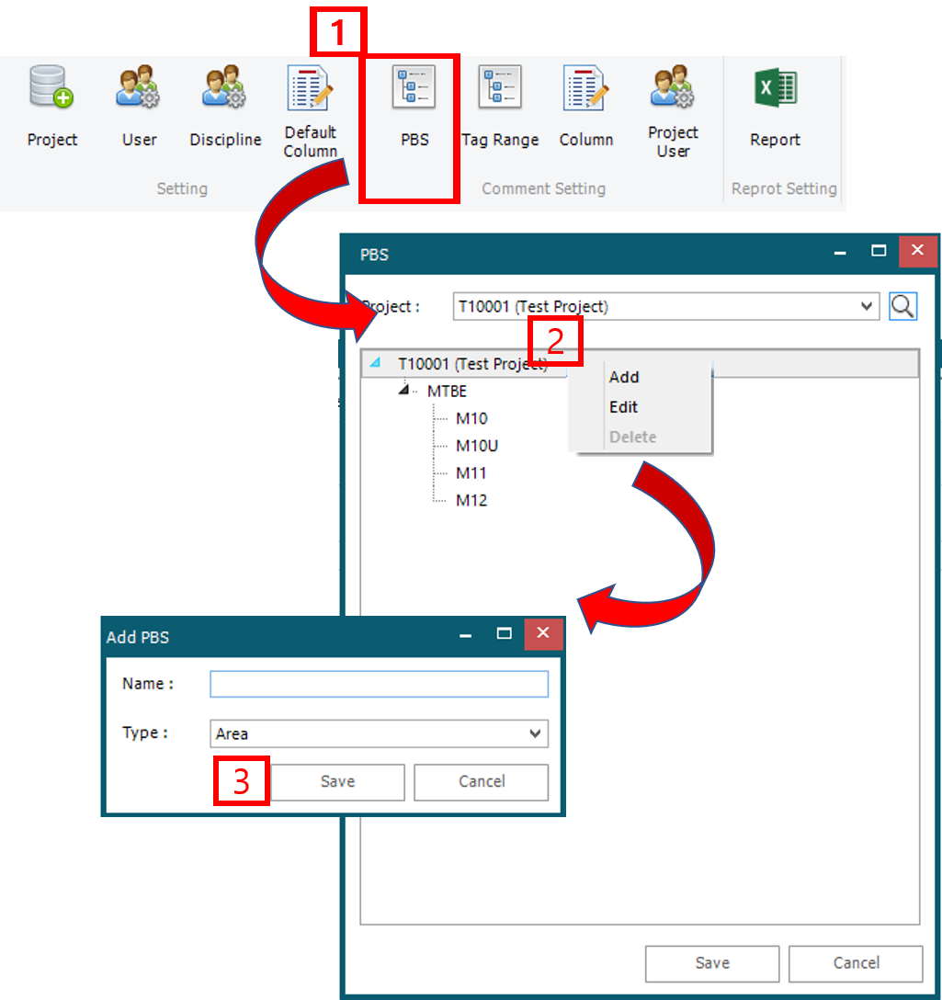 1
Project
User
Discipline
Default
Column
PBS
Tag Range
Column
Project
User
Report
Setting
Comment Setting
Reprot Setting
PBS
Project :
T10001 (Test Project)
2
T10001 (Test Project)
MTBE
M10
M10U
M11
M12
Add
Edit
Delete
Add PBS
Name :
Type :
Area
3
Save
Cancel
Save
Cancel